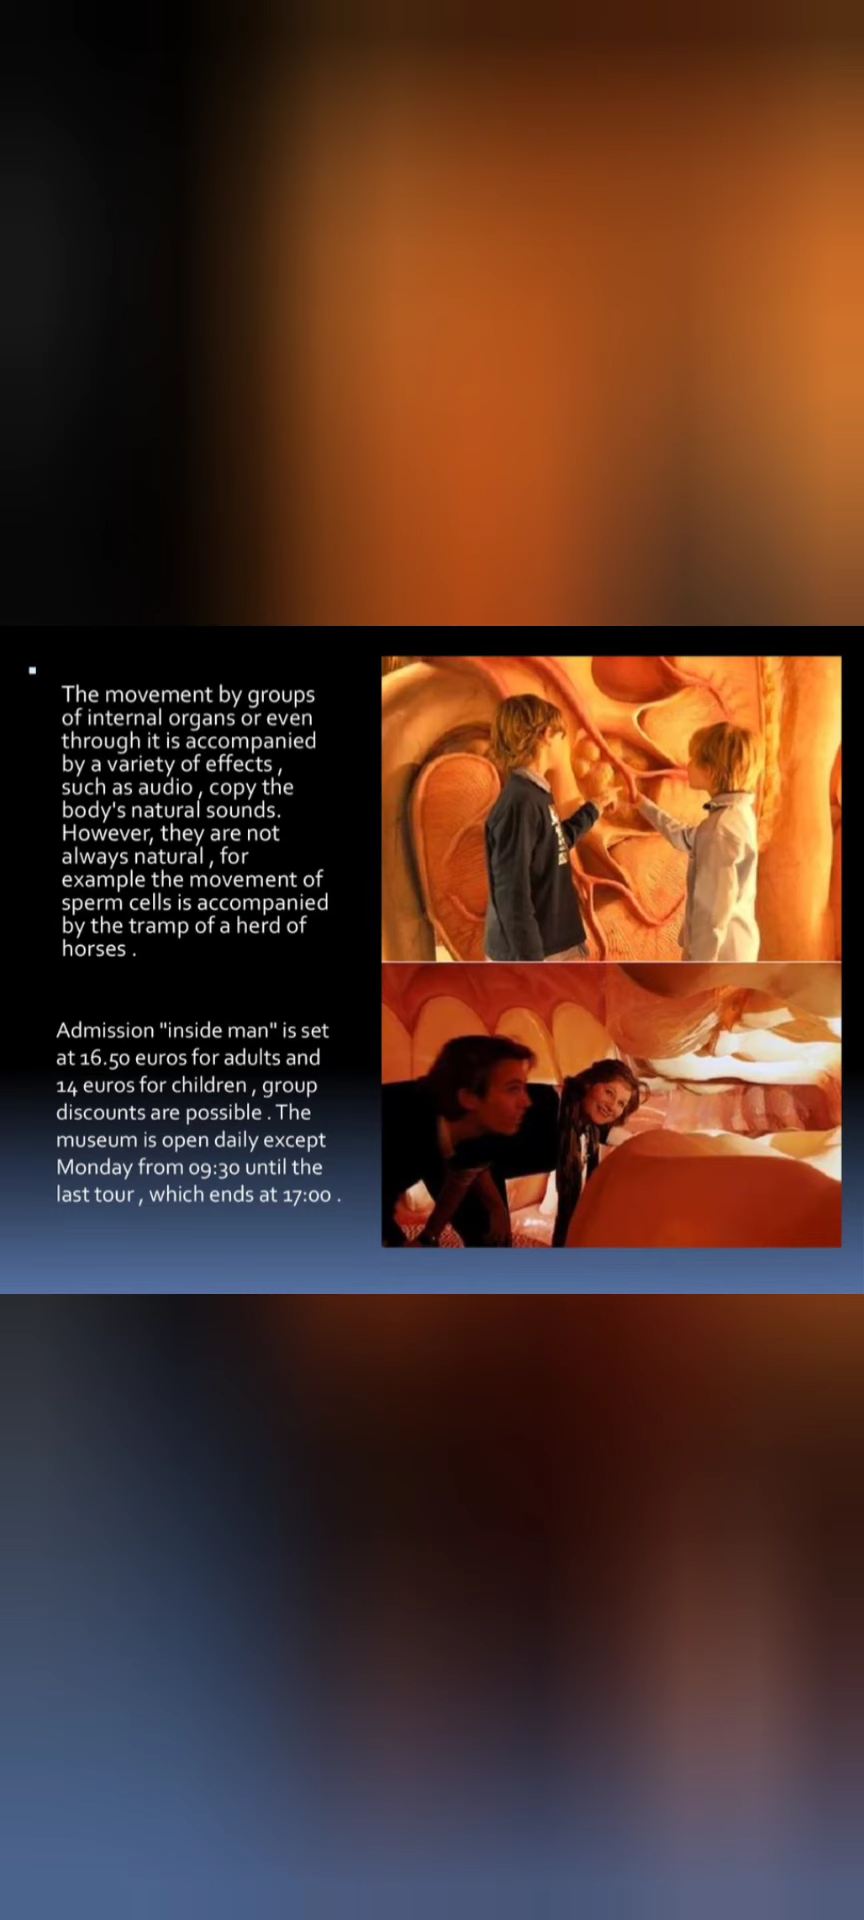 The movement by groups
of internal organs or even
through it is accompanied
by a variety of effects ,
such as audio , copy the
body's natural sounds.
However, they are not
always natural , for
example the movement of
sperm cells is accompanied
by the tramp of a herd of
horses .
Admission "inside man" is set
at 16.50 euros for adults and
14 euros for children , group
discounts are possible . The
museum is open daily except
Monday from 09:30 until the
last tour , which ends at 17:00 .